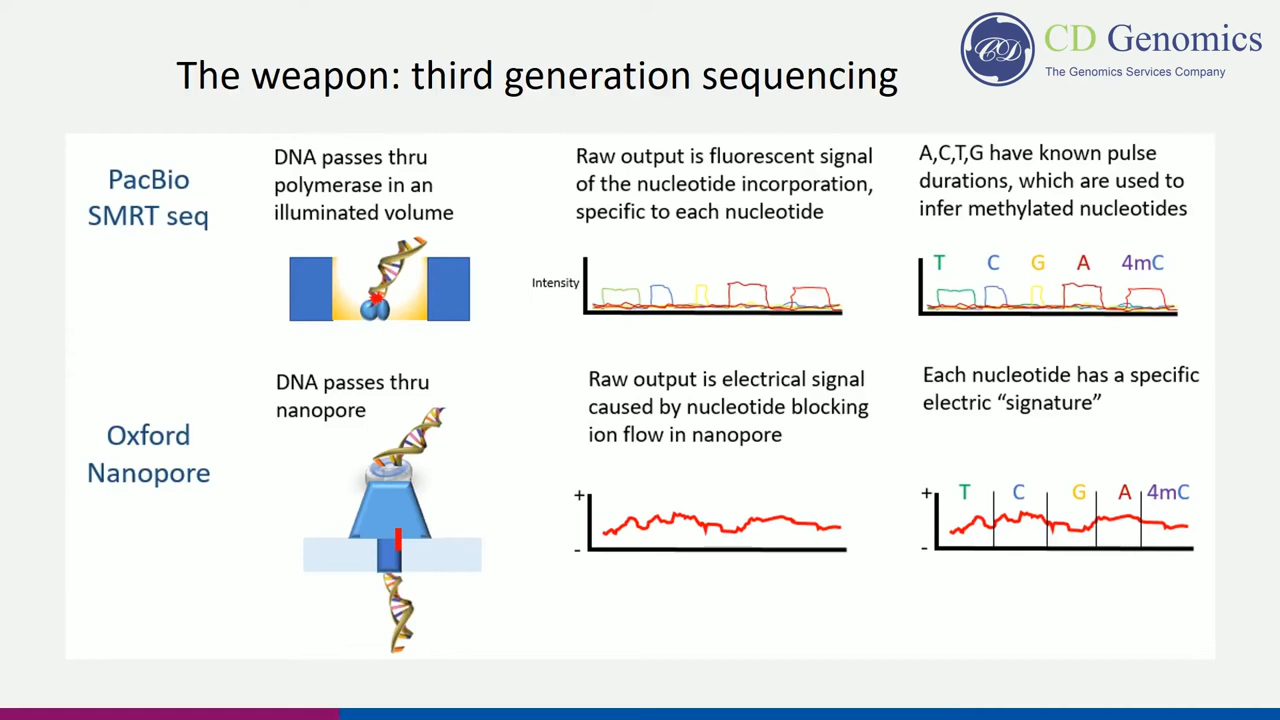 CD Genomics
The Genomics Services Company
The weapon: third generation sequencing
PacBio
SMRT seq
DNA passes thru
polymerase in an
illuminated volume
Raw output is fluorescent signal
of the nucleotide incorporation,
specific to each nucleotide
Intensity
A,C,T,G have known pulse
durations, which are used to
infer methylated nucleotides
T C G A 4mC
Oxford
Nanopore
DNA passes thru
nanopore
Raw output is electrical signal
caused by nucleotide blocking
ion flow in nanopore
+
-
Each nucleotide has a specific
electric “signature”
+ T C G A 4mC
-